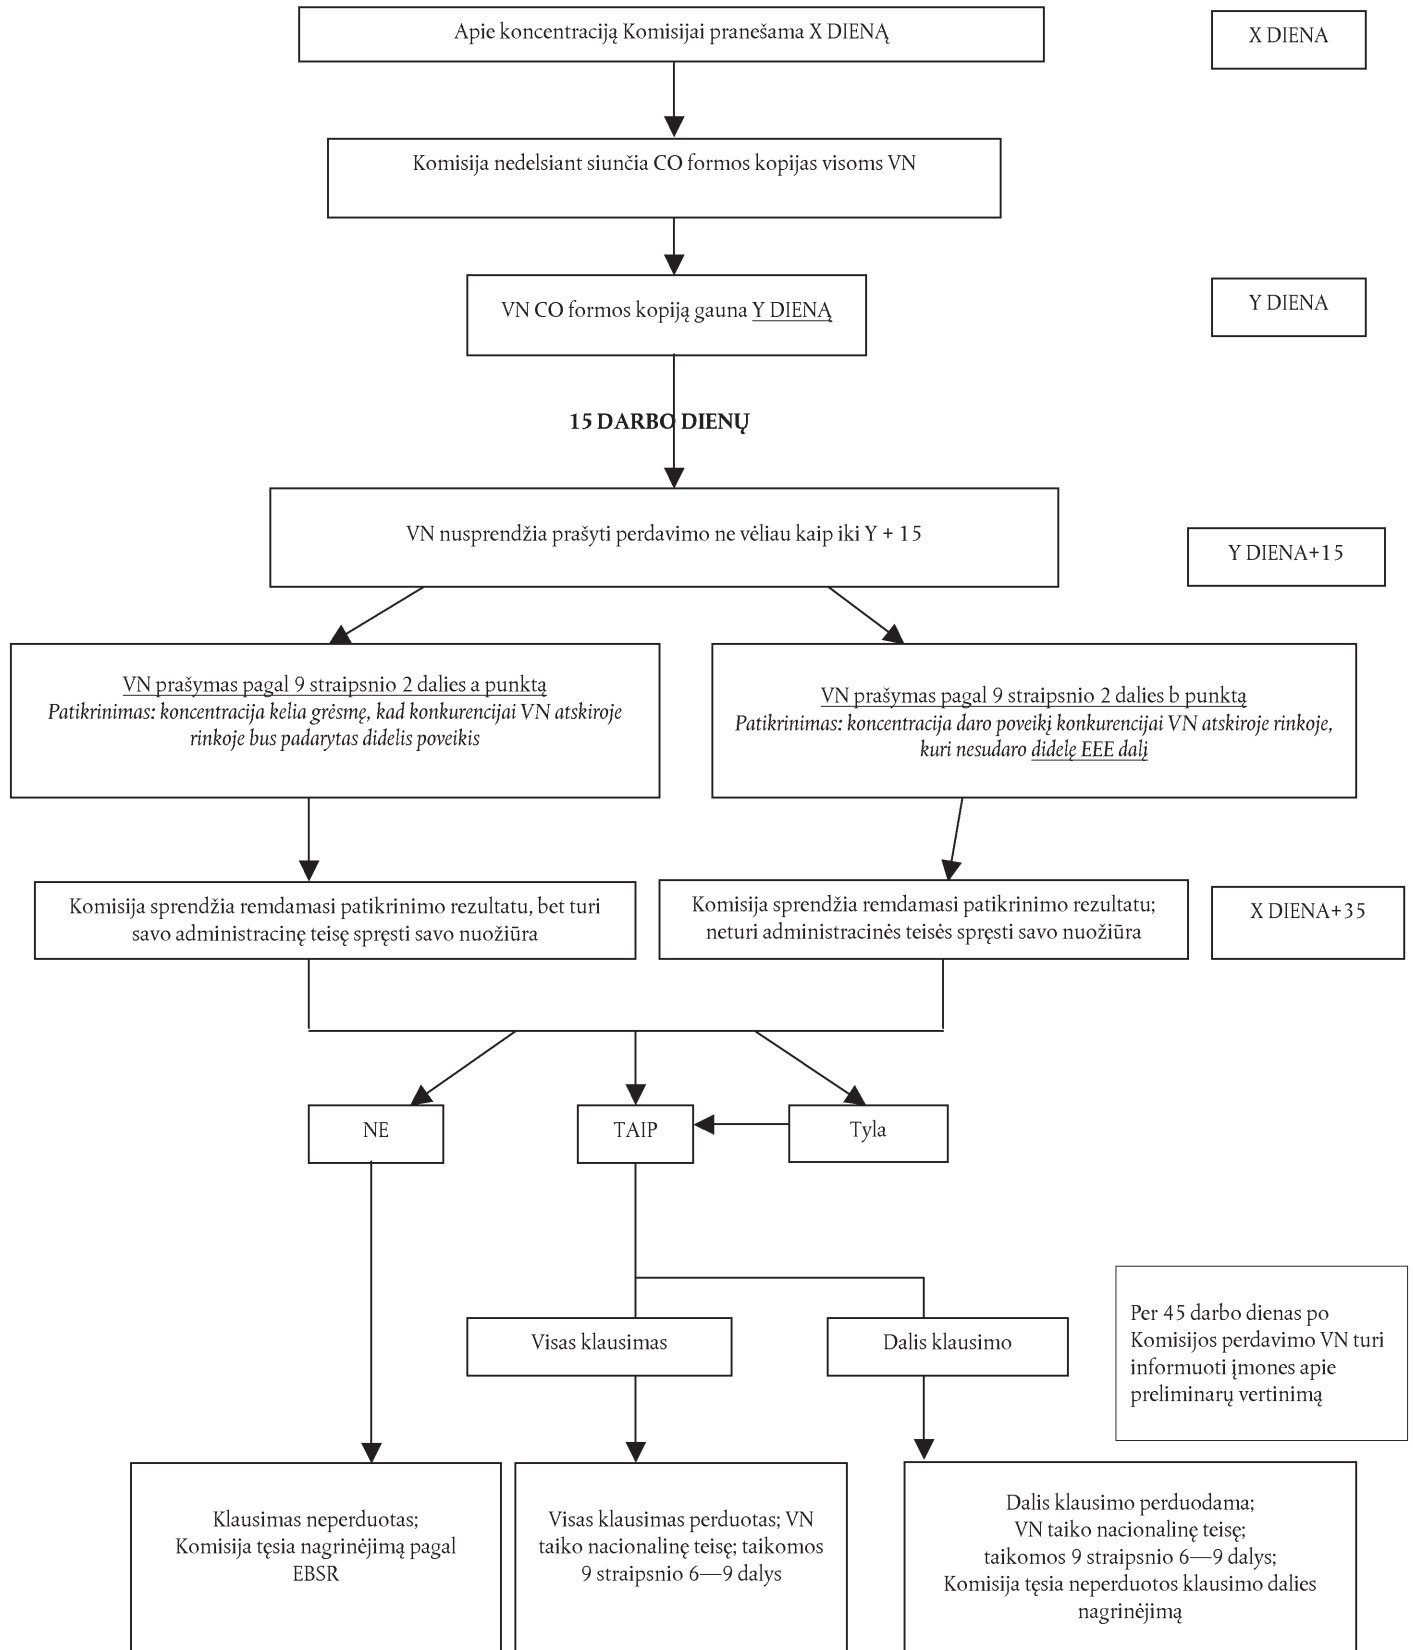 Apie koncentraciją Komisijai pranešama X DIENĄ
X DIENA
Komisija nedelsiant siunčia CO formos kopijas visoms VN
VN CO formos kopiją gauna Y DIENĄ
Y DIENA
15 DARBO DIENŲ
VN nusprendžia prašyti perdavimo ne vėliau kaip iki Y + 15
Y DIENA+15
VN prašymas pagal 9 straipsnio 2 dalies a punktą
Patikrinimas: koncentracija kelia grėsmę, kad konkurencijai VN atskiroje
rinkoje bus padarytas didelis poveikis
VN prašymas pagal 9 straipsnio 2 dalies b punktą
Patikrinimas: koncentracija daro poveikį konkurencijai VN atskiroje rinkoje,
kuri nesudaro didelę EEE dalį
Komisija sprendžia remdamasi patikrinimo rezultatu, bet turi
savo administracinę teisę spręsti savo nuožiūra
Komisija sprendžia remdamasi patikrinimo rezultatu;
neturi administracinės teisės spręsti savo nuožiūra
X DIENA+35
NE
TAIP
Tyla
Visas klausimas
Dalis klausimo
Per 45 darbo dienas po
Komisijos perdavimo VN turi
informuoti įmones apie
preliminarų vertinimą
Klausimas neperduotas;
Komisija tęsia nagrinėjimą pagal
EBSR
Visas klausimas perduotas; VN
taiko nacionalinę teisę; taikomos
9 straipsnio 6—9 dalys
Dalis klausimo perduodama;
VN taiko nacionalinę teisę;
taikomos 9 straipsnio 6—9 dalys;
Komisija tęsia neperduotos klausimo dalies
nagrinėjimą